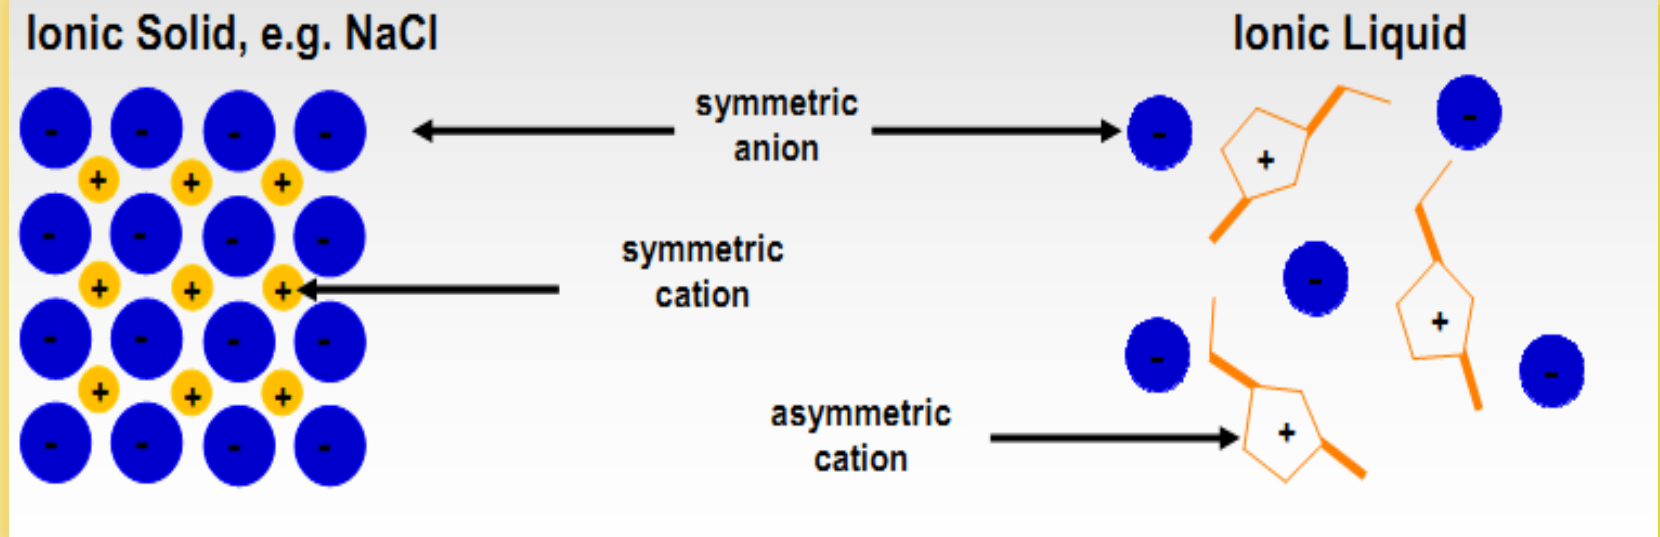 Ionic Solid, e.g. NaCl
Ionic Liquid
symmetric
anion
symmetric
cation
asymmetric
cation
- - - -
+ + +
- - - -
+ + +
- - - -
+ + +
- - - -
- + -
- +
- + -